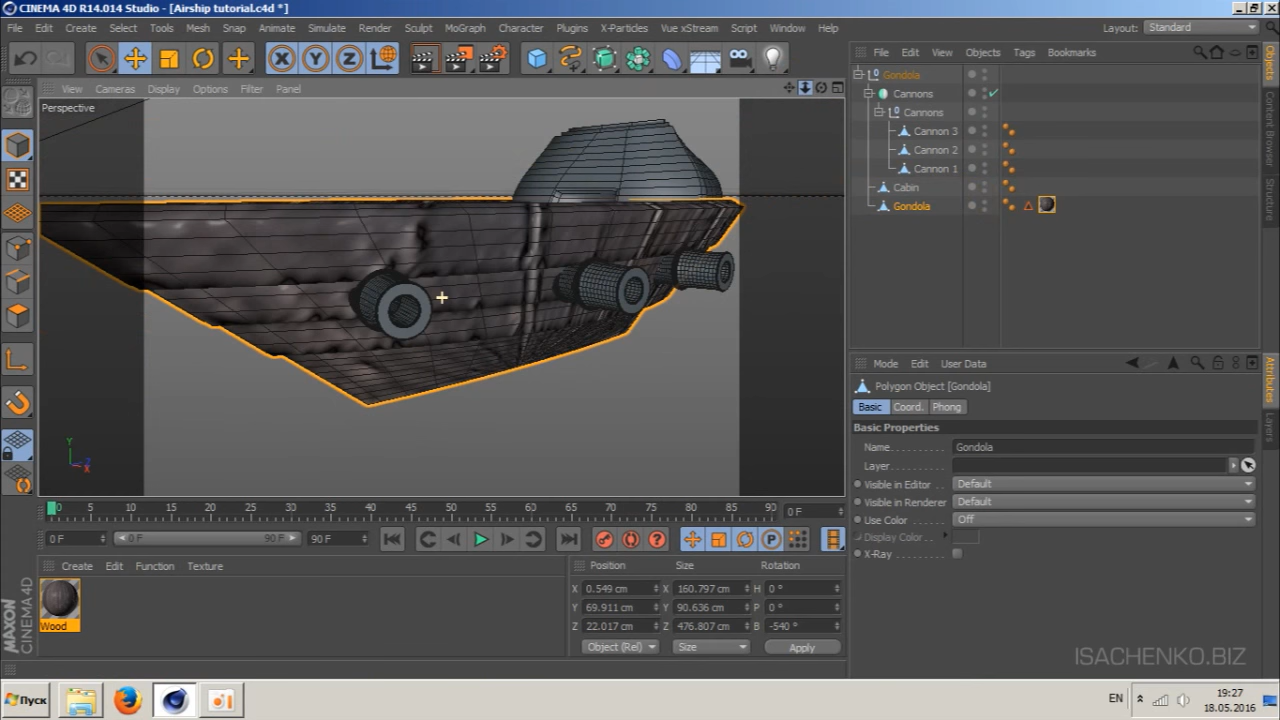 CINEMA 4D R14.014 Studio - [Airship tutorial.c4d *]
File Edit Create Select Tools Mesh Snap Animate Simulate Render Sculpt MoGraph Character Plugins X-Particles Vue xStream Script Window Help
Layout: Standard
X Y Z
View Cameras Display Options Filter Panel
Perspective
Y
Z
X
File Edit View Objects Tags Bookmarks
Gondola
Cannons
Cannons
Cannon 3
Cannon 2
Cannon 1
Cabin
Gondola
Objects
Content Browser
Structure
Mode Edit User Data
Polygon Object [Gondola]
Basic Coord. Phong
Basic Properties
Name Gondola
Layer
Visible in Editor Default
Visible in Renderer Default
Use Color Off
Display Color
X-Ray
Attributes
Layers
0 5 10 15 20 25 30 35 40 45 50 55 60 65 70 75 80 85 90 0 F
0 F 0 F 90 F 90 F P
Create Edit Function Texture
Wood
Position Size Rotation
X 0.549 cm X 160.797 cm H 0 °
Y 69.911 cm Y 90.636 cm P 0 °
Z 22.017 cm Z 476.807 cm B -540 °
Object (Rel) Size Apply
MAXON
CINEMA 4D
ISACHENKO.BIZ
Пуск
EN
19:27
18.05.2016